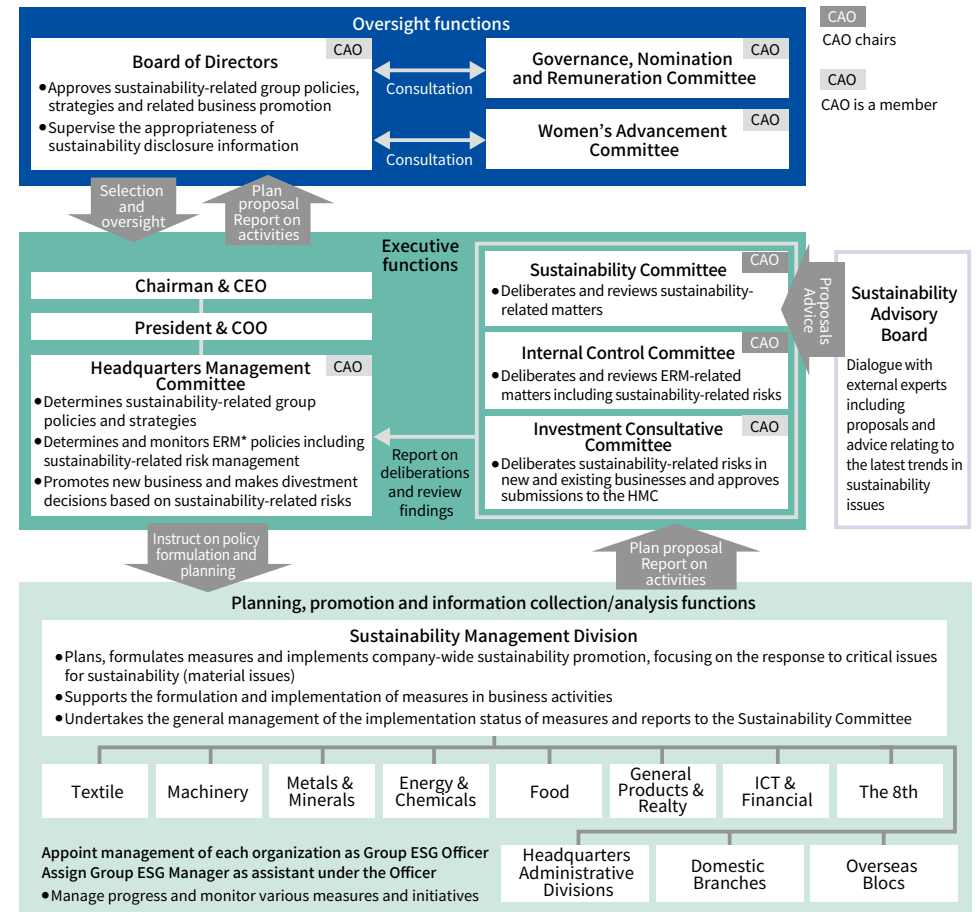 Oversight functions
CAO
Board of Directors
•Approves sustainability-related group policies,
strategies and related business promotion
•Supervise the appropriateness of
sustainability disclosure information
Consultation
CAO
Governance, Nomination
and Remuneration Committee
Consultation
CAO
Women's Advancement
Committee
CAO
CAO chairs
CAO
CAO is a member
Selection
and
oversight
Plan
proposal
Report on
activities
Executive
functions
Chairman & CEO
President & COO
CAO
Headquarters Management
Committee
•Determines sustainability-related group
policies and strategies
•Determines and monitors ERM* policies including
sustainability-related risk management
•Promotes new business and makes divestment
decisions based on sustainability-related risks
Report on
deliberations
and review
findings
CAO
Sustainability Committee
•Deliberates and reviews sustainability-
related matters
CAO
Internal Control Committee
•Deliberates and reviews ERM-related
matters including sustainability-related risks
CAO
Investment Consultative
Committee
•Deliberates sustainability-related risks in
new and existing businesses and approves
submissions to the HMC
Proposals
Advice
Sustainability
Advisory
Board
Dialogue with
external experts
including
proposals and
advice relating to
the latest trends in
sustainability
issues
Instruct on policy
formulation and
planning
Plan proposal
Report on
activities
Planning, promotion and information collection/analysis functions
Sustainability Management Division
•Plans, formulates measures and implements company-wide sustainability promotion, focusing on the response to critical issues
for sustainability (material issues)
•Supports the formulation and implementation of measures in business activities
•Undertakes the general management of the implementation status of measures and reports to the Sustainability Committee
Textile
Machinery
Metals &
Minerals
Energy &
Chemicals
Food
General
Products &
Realty
ICT &
Financial
The 8th
Appoint management of each organization as Group ESG Officer
Assign Group ESG Manager as assistant under the Officer
•Manage progress and monitor various measures and initiatives
Headquarters
Administrative
Divisions
Domestic
Branches
Overseas
Blocs